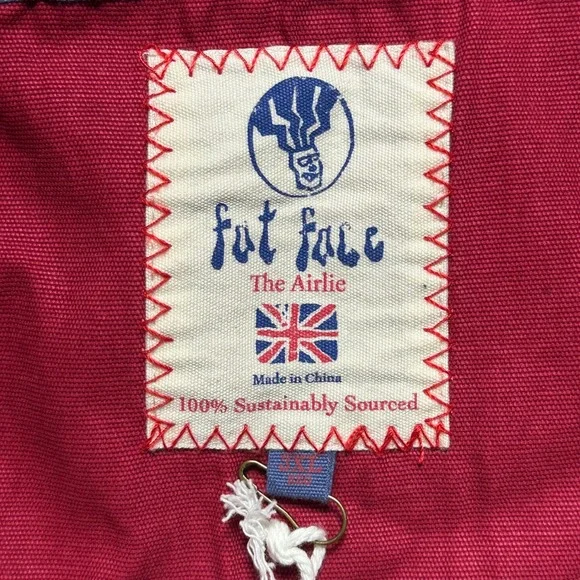 fat face
The Airlie
Made in China
100% Sustainably Sourced